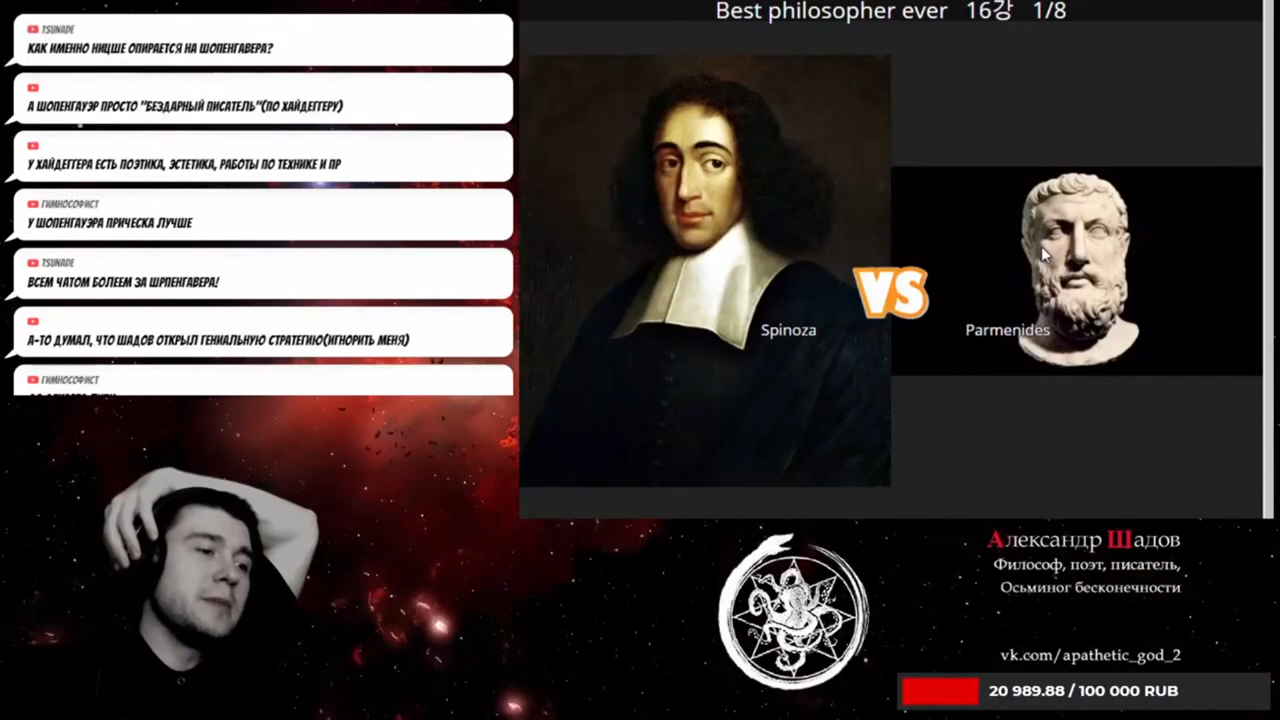 TSUNADE
КАК ИМЕННО НИЦШЕ ОПИРАЕТСЯ НА ШОПЕНГАВЕРА?
А ШОПЕНГАУЭР ПРОСТО "БЕЗДАРНЫЙ ПИСАТЕЛЬ"(ПО ХАЙДЕГГЕРУ)
У ХАЙДЕГГЕРА ЕСТЬ ПОЭТИКА, ЭСТЕТИКА, РАБОТЫ ПО ТЕХНИКЕ И ПР
ГИМНОСОФИСТ
У ШОПЕНГАУЭРА ПРИЧЕСКА ЛУЧШЕ
TSUNADE
ВСЕМ ЧАТОМ БОЛЕЕМ ЗА ШРПЕНГАВЕРА!
А-ТО ДУМАЛ, ЧТО ШАДОВ ОТКРЫЛ ГЕНИАЛЬНУЮ СТРАТЕГИЮ(ИГНОРИТЬ МЕНЯ)
ГИМНОСОФИСТ
Best philosopher ever 16강 1/8
VS
Spinoza
Parmenides
Александр Шадов
Философ, поэт, писатель,
Осьминог бесконечности
vk.com/apathetic_god_2
20 989.88 / 100 000 RUB